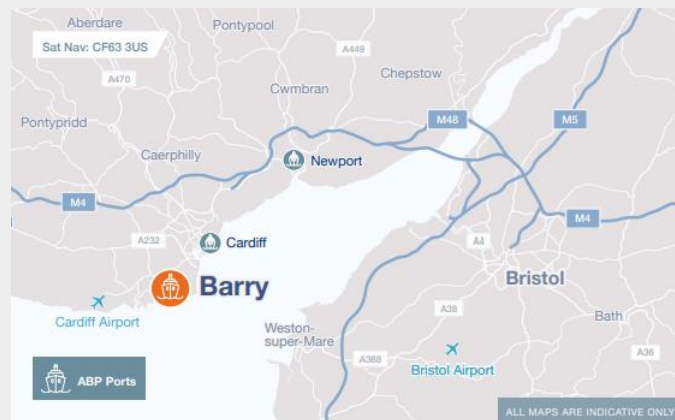 Aberdare
Pontypool
Sat Nav: CF63 3US
A449
Chepstow
A470
Cwmbran
M48
M5
Pontypridd
Caerphilly
Newport
M4
M4
A232
Cardiff
A4
Barry
Bristol
Cardiff Airport
A38
Bath
Weston-
super-Mare
A368
Bristol Airport
A36
ABP Ports
ALL MAPS ARE INDICATIVE ONLY